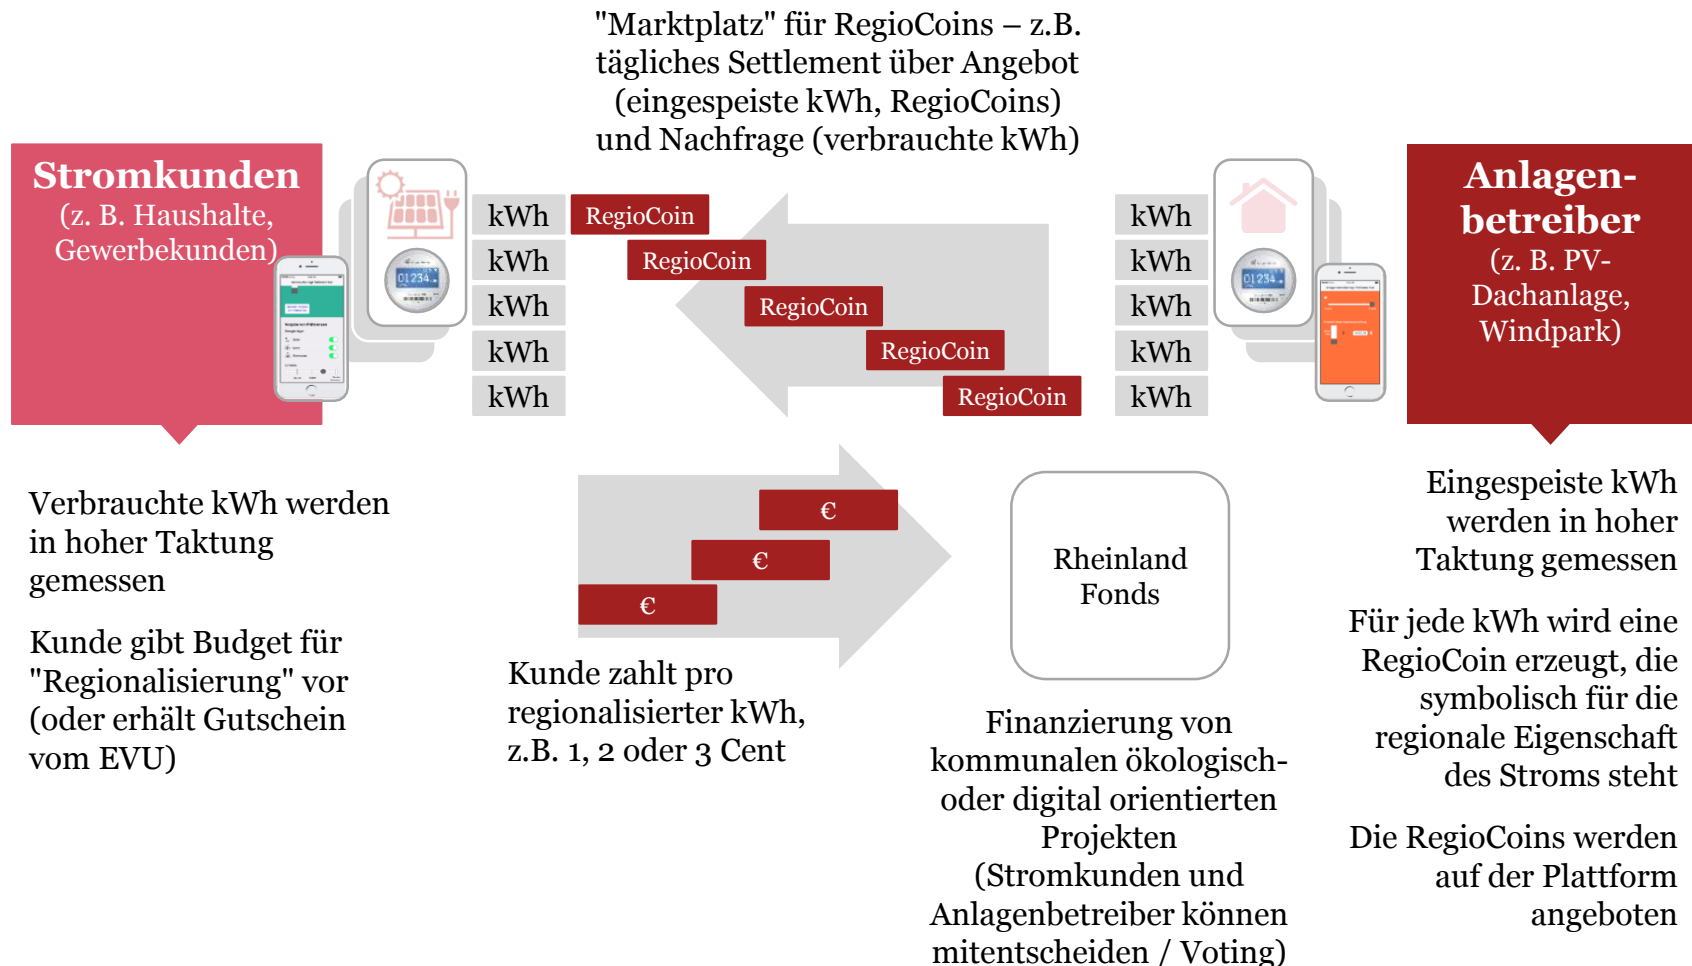 "Marktplatz" für RegioCoins – z.B.
tägliches Settlement über Angebot
(eingespeiste kWh, RegioCoins)
und Nachfrage (verbrauchte kWh)
Stromkunden
(z. B. Haushalte,
Gewerbekunden)
kWh
kWh
kWh
kWh
kWh
RegioCoin
RegioCoin
RegioCoin
RegioCoin
RegioCoin
kWh
kWh
kWh
kWh
kWh
Anlagen-
betreiber
(z. B. PV-
Dachanlage,
Windpark)
Verbrauchte kWh werden
in hoher Taktung
gemessen
Kunde gibt Budget für
"Regionalisierung" vor
(oder erhält Gutschein
vom EVU)
€
€
€
Kunde zahlt pro
regionalisierter kWh,
z.B. 1, 2 oder 3 Cent
Rheinland
Fonds
Finanzierung von
kommunalen ökologisch-
oder digital orientierten
Projekten
(Stromkunden und
Anlagenbetreiber können
mitentscheiden / Voting)
Eingespeiste kWh
werden in hoher
Taktung gemessen
Für jede kWh wird eine
RegioCoin erzeugt, die
symbolisch für die
regionale Eigenschaft
des Stroms steht
Die RegioCoins werden
auf der Plattform
angeboten